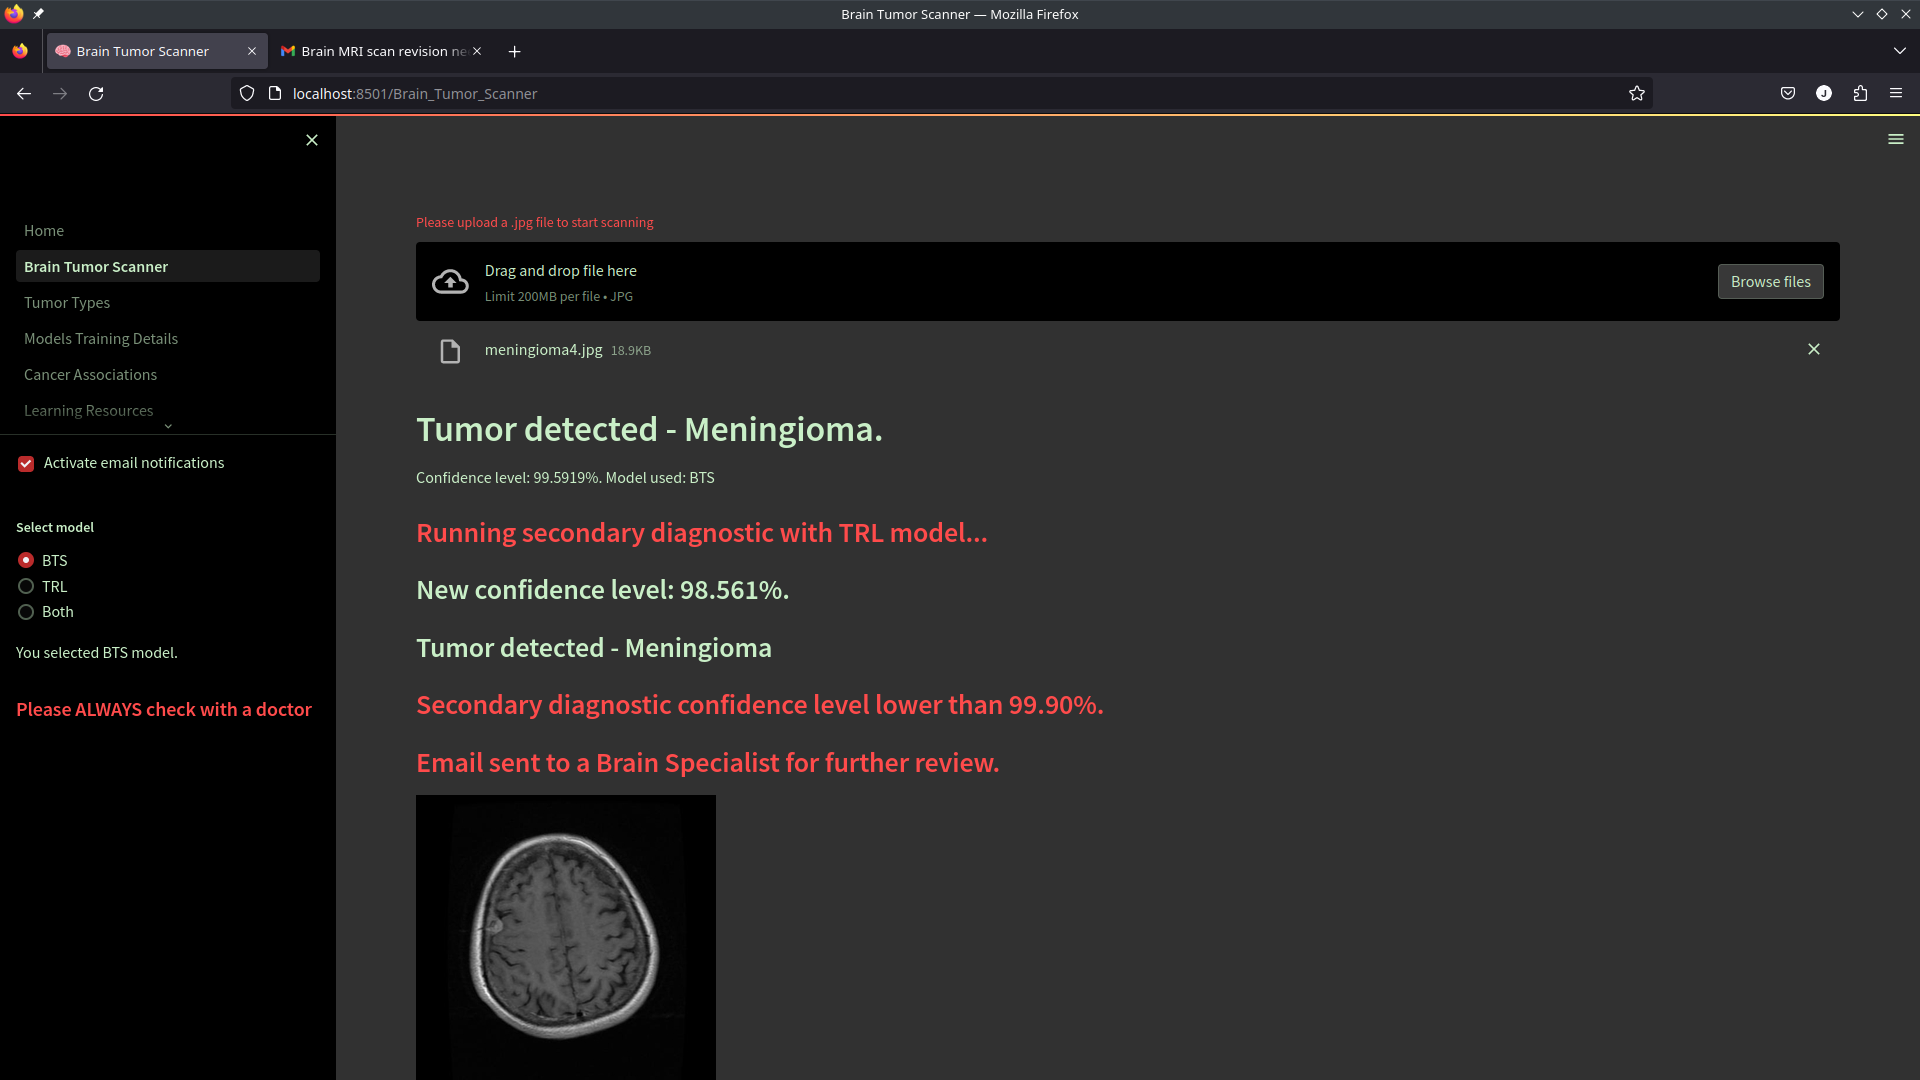 Brain Tumor Scanner — Mozilla Firefox
Brain Tumor Scanner
Brain MRI scan revision ne
localhost:8501/Brain_Tumor_Scanner
J
Home
Brain Tumor Scanner
Tumor Types
Models Training Details
Cancer Associations
Learning Resources
Activate email notifications
Select model
BTS
TRL
Both
You selected BTS model.
Please ALWAYS check with a doctor
Please upload a .jpg file to start scanning
Drag and drop file here
Limit 200MB per file • JPG
Browse files
meningioma4.jpg 18.9KB
Tumor detected - Meningioma.
Confidence level: 99.5919%. Model used: BTS
Running secondary diagnostic with TRL model...
New confidence level: 98.561%.
Tumor detected - Meningioma
Secondary diagnostic confidence level lower than 99.90%.
Email sent to a Brain Specialist for further review.